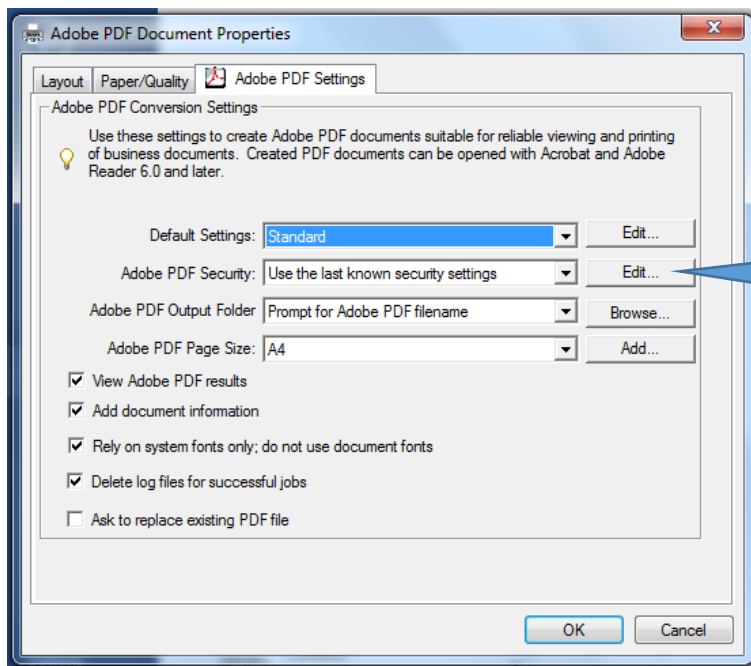 Adobe PDF Document Properties
Layout Paper/Quality Adobe PDF Settings
Adobe PDF Conversion Settings
Use these settings to create Adobe PDF documents suitable for reliable viewing and printing
of business documents. Created PDF documents can be opened with Acrobat and Adobe
Reader 6.0 and later.
Default Settings: Standard Edit...
Adobe PDF Security: Use the last known security settings Edit...
Adobe PDF Output Folder Prompt for Adobe PDF filename Browse...
Adobe PDF Page Size: A4 Add...
View Adobe PDF results
Add document information
Rely on system fonts only; do not use document fonts
Delete log files for successful jobs
Ask to replace existing PDF file
OK Cancel